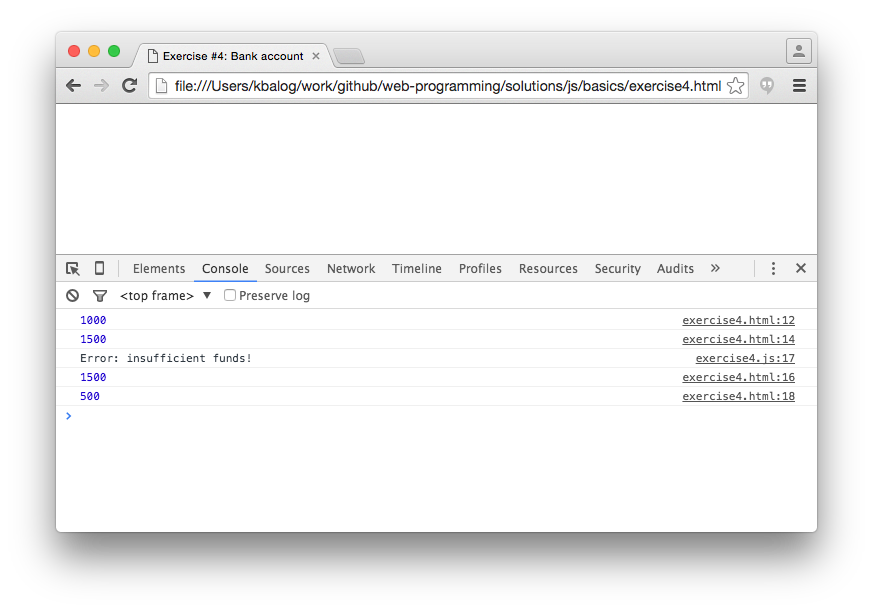 Exercise #4: Bank account
file:///Users/kbalog/work/github/web-programming/solutions/js/basics/exercise4.html
Elements Console Sources Network Timeline Profiles Resources Security Audits »
<top frame> ▼ Preserve log
1000 exercise4.html:12
1500 exercise4.html:14
Error: insufficient funds! exercise4.js:17
1500 exercise4.html:16
500 exercise4.html:18
>